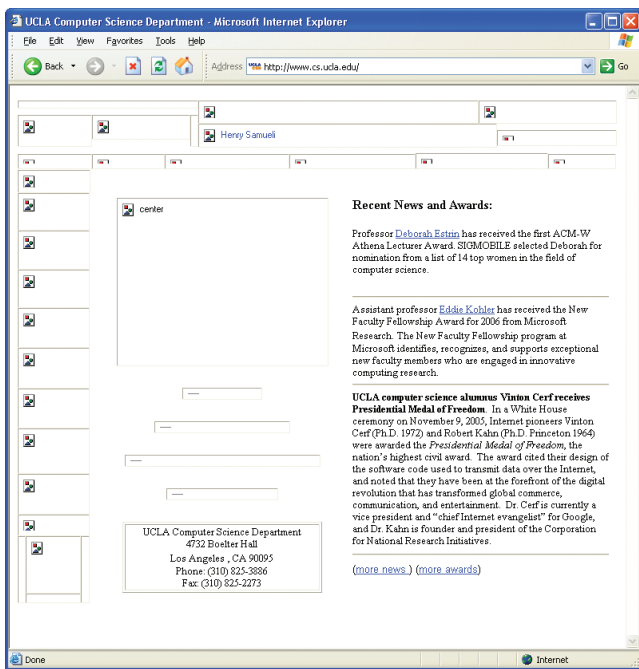 UCLA Computer Science Department - Microsoft Internet Explorer
File Edit View Favorites Tools Help
Back Address http://www.cs.ucla.edu/ Go
Henry Samueli
center
Recent News and Awards:
Professor Deborah Estrin has received the first ACM-W
Athena Lecturer Award. SIGMOBILE selected Deborah for
nomination from a list of 14 top women in the field of
computer science.
Assistant professor Eddie Kohler has received the New
Faculty Fellowship Award for 2006 from Microsoft
Research. The New Faculty Fellowship program at
Microsoft identifies, recognizes, and supports exceptional
new faculty members who are engaged in innovative
computing research.
UCLA computer science alumnus Vinton Cerf receives
Presidential Medal of Freedom. In a White House
ceremony on November 9, 2005, Internet pioneers Vinton
Cerf (Ph.D. 1972) and Robert Kahn (Ph.D. Princeton 1964)
were awarded the Presidential Medal of Freedom, the
nation's highest civil award. The award cited their design of
the software code used to transmit data over the Internet,
and noted that they have been at the forefront of the digital
revolution that has transformed global commerce,
communication, and entertainment. Dr. Cerf is currently a
vice president and “chief Internet evangelist” for Google,
and Dr. Kahn is founder and president of the Corporation
for National Research Initiatives.
(more news ) (more awards)
UCLA Computer Science Department
4732 Boelter Hall
Los Angeles , CA 90095
Phone: (310) 825-3886
Fax: (310) 825-2273
Done Internet